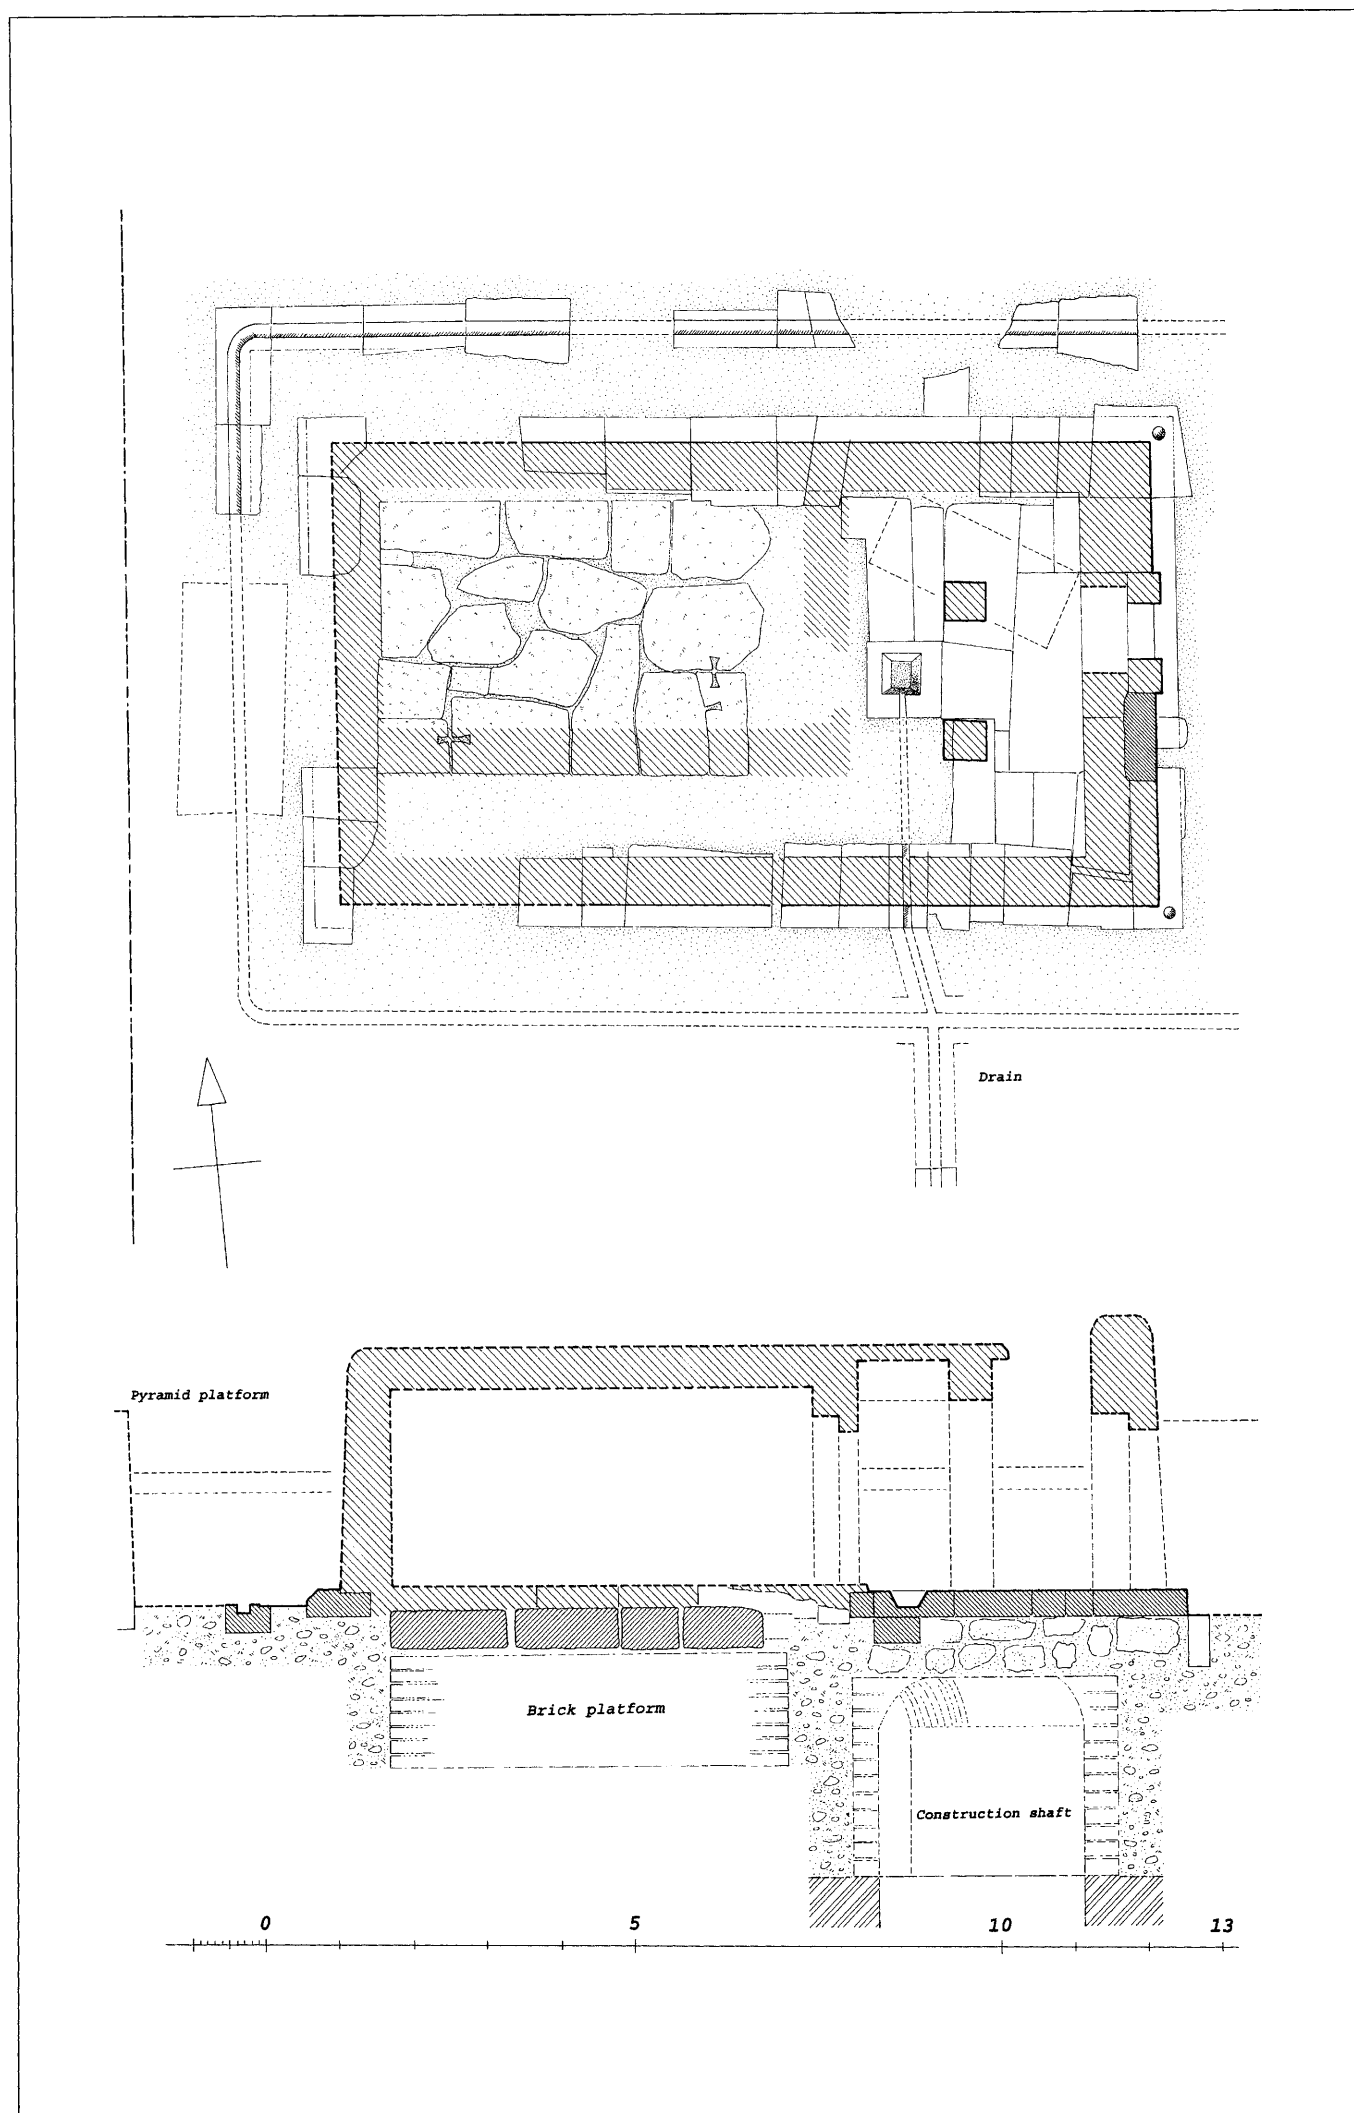 Drain
Pyramid platform
Brick platform
Construction shaft
0 5 10 13